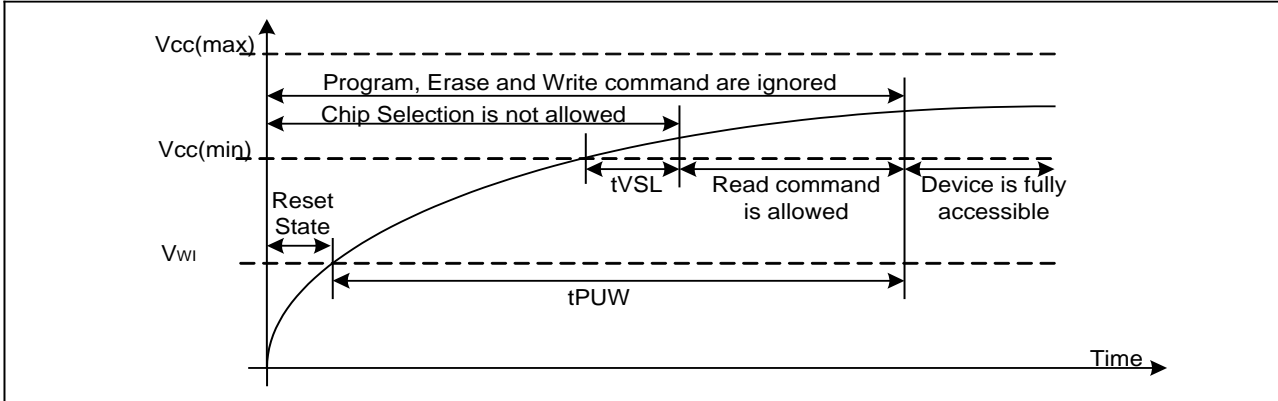 Vcc(max)
Program, Erase and Write command are ignored
Chip Selection is not allowed
Vcc(min)
tVSL
Read command
is allowed
Device is fully
accessible
Reset
State
VWI
tPUW
Time